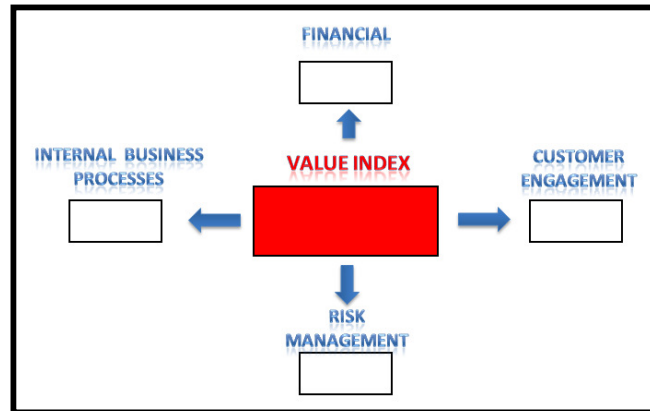 FINANCIAL
INTERNAL BUSINESS
PROCESSES
VALUE INDEX
CUSTOMER
ENGAGEMENT
RISK
MANAGEMENT